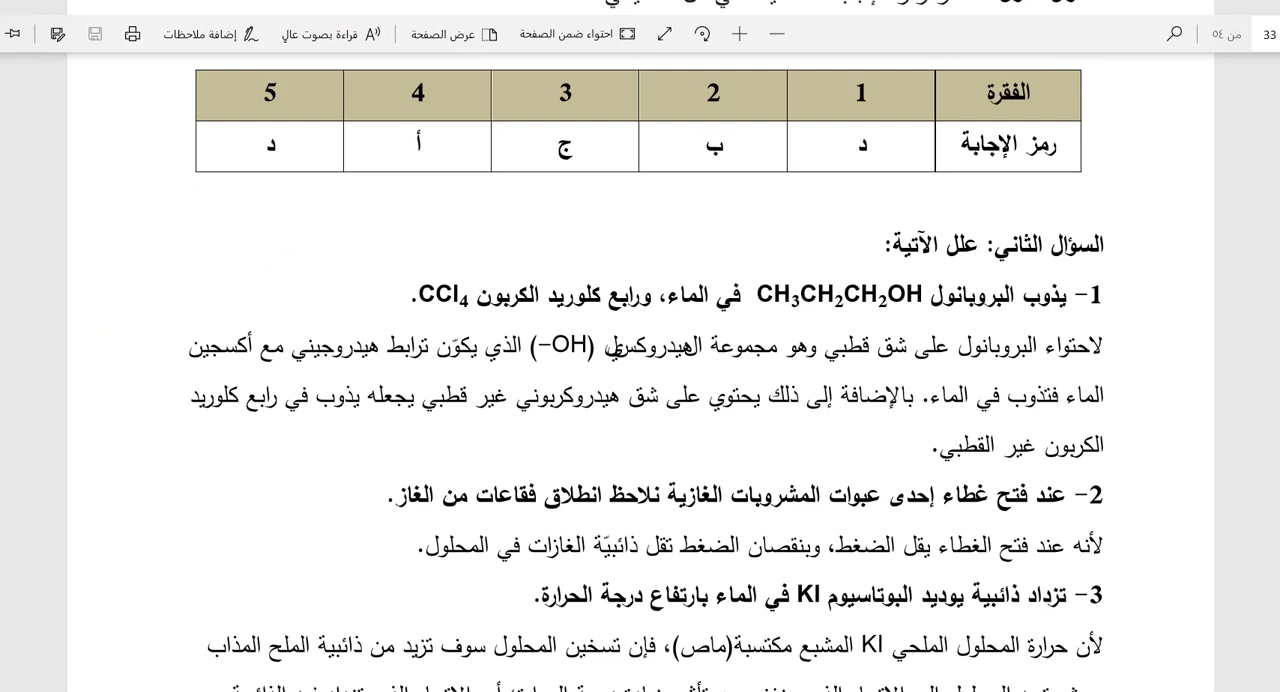 33 من ٥٤ عرض الصفحة احتواء ضمن الصفحة قراءة بصوت عالٍ إضافة ملاحظات
الفقرة 1 2 3 4 5
رمز الإجابة د ب ج أ د
السؤال الثاني: علل الآتية:
1- يذوب البروبانول CH₃CH₂CH₂OH في الماء، ورابع كلوريد الكربون CCl₄.
لاحتواء البروبانول على شق قطبي وهو مجموعة الهيدروكسيل (OH-) الذي يكوّن ترابط هيدروجيني مع أكسجين
الماء فتذوب في الماء. بالإضافة إلى ذلك يحتوي على شق هيدروكربوني غير قطبي يجعله يذوب في رابع كلوريد
الكربون غير القطبي.
2- عند فتح غطاء إحدى عبوات المشروبات الغازية نلاحظ انطلاق فقاعات من الغاز.
لأنه عند فتح الغطاء يقل الضغط، وبنقصان الضغط تقل ذائبيّة الغازات في المحلول.
3- تزداد ذائبية يوديد البوتاسيوم KI في الماء بارتفاع درجة الحرارة.
لأن حرارة المحلول الملحي KI المشبع مكتسبة(ماص)، فإن تسخين المحلول سوف تزيد من ذائبية الملح المذاب